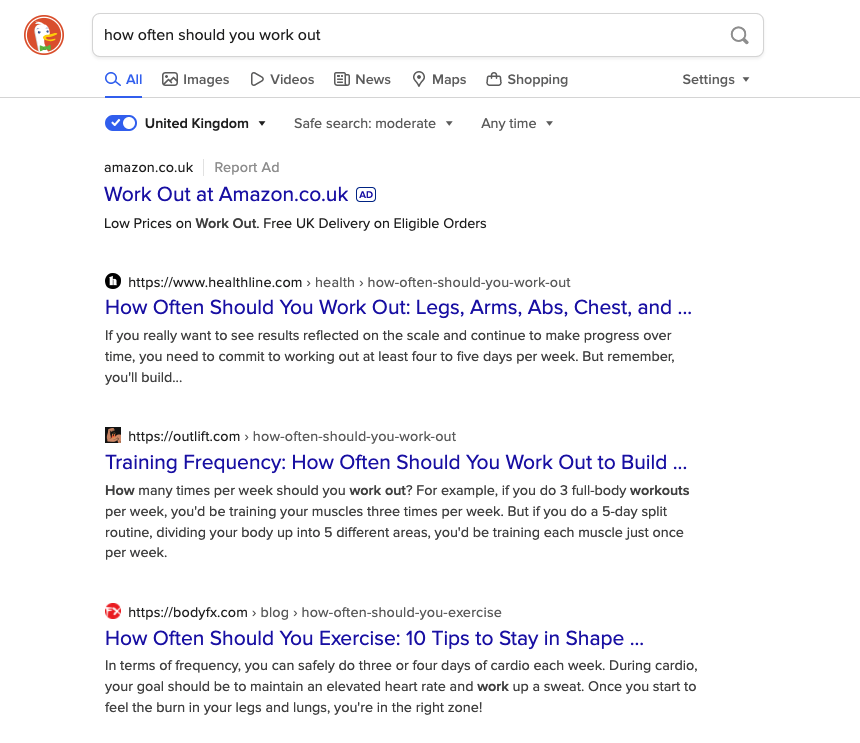 how often should you work out
All Images Videos News Maps Shopping Settings
United Kingdom Safe search: moderate Any time
amazon.co.uk Report Ad
Work Out at Amazon.co.uk AD
Low Prices on Work Out. Free UK Delivery on Eligible Orders
h https://www.healthline.com › health › how-often-should-you-work-out
How Often Should You Work Out: Legs, Arms, Abs, Chest, and ...
If you really want to see results reflected on the scale and continue to make progress over
time, you need to commit to working out at least four to five days per week. But remember,
you'll build...
https://outlift.com › how-often-should-you-work-out
Training Frequency: How Often Should You Work Out to Build ...
How many times per week should you work out? For example, if you do 3 full-body workouts
per week, you'd be training your muscles three times per week. But if you do a 5-day split
routine, dividing your body up into 5 different areas, you'd be training each muscle just once
per week.
FX https://bodyfx.com › blog › how-often-should-you-exercise
How Often Should You Exercise: 10 Tips to Stay in Shape ...
In terms of frequency, you can safely do three or four days of cardio each week. During cardio,
your goal should be to maintain an elevated heart rate and work up a sweat. Once you start to
feel the burn in your legs and lungs, you're in the right zone!